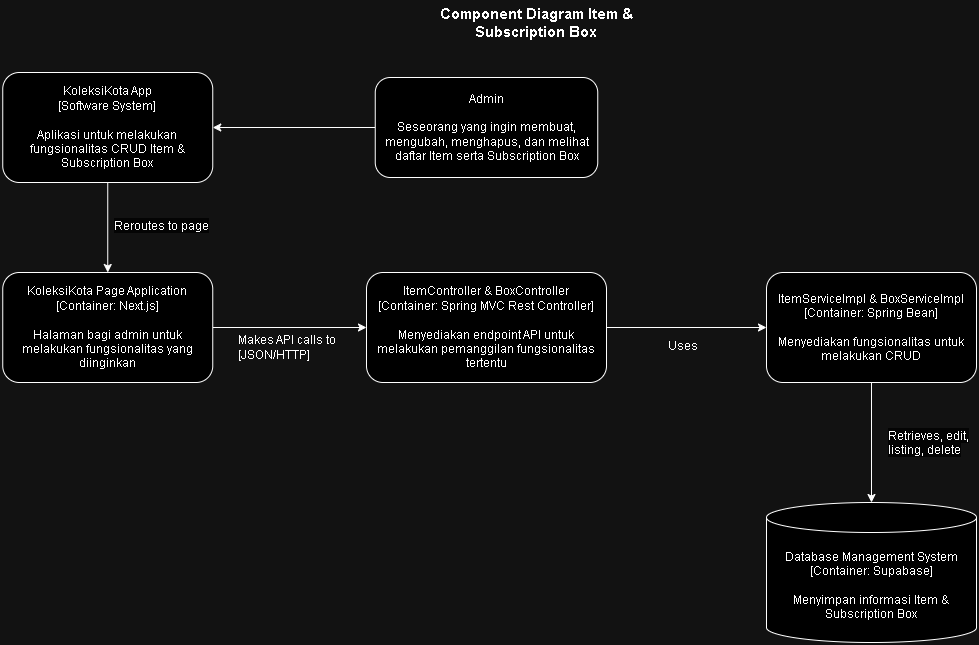 Component Diagram Item &
Subscription Box
KoleksiKota App
[Software System]
Aplikasi untuk melakukan
fungsionalitas CRUD Item &
Subscription Box
Admin
Seseorang yang ingin membuat,
mengubah, menghapus, dan melihat
daftar Item serta Subscription Box
Reroutes to page
KoleksiKota Page Application
[Container: Next.js]
Halaman bagi admin untuk
melakukan fungsionalitas yang
diinginkan
Makes API calls to
[JSON/HTTP]
ItemController & BoxController
[Container: Spring MVC Rest Controller]
Menyediakan endpoint API untuk
melakukan pemanggilan fungsionalitas
tertentu
Uses
ItemServiceImpl & BoxServiceImpl
[Container: Spring Bean]
Menyediakan fungsionalitas untuk
melakukan CRUD
Retrieves, edit,
listing, delete
Database Management System
[Container: Supabase]
Menyimpan informasi Item &
Subscription Box